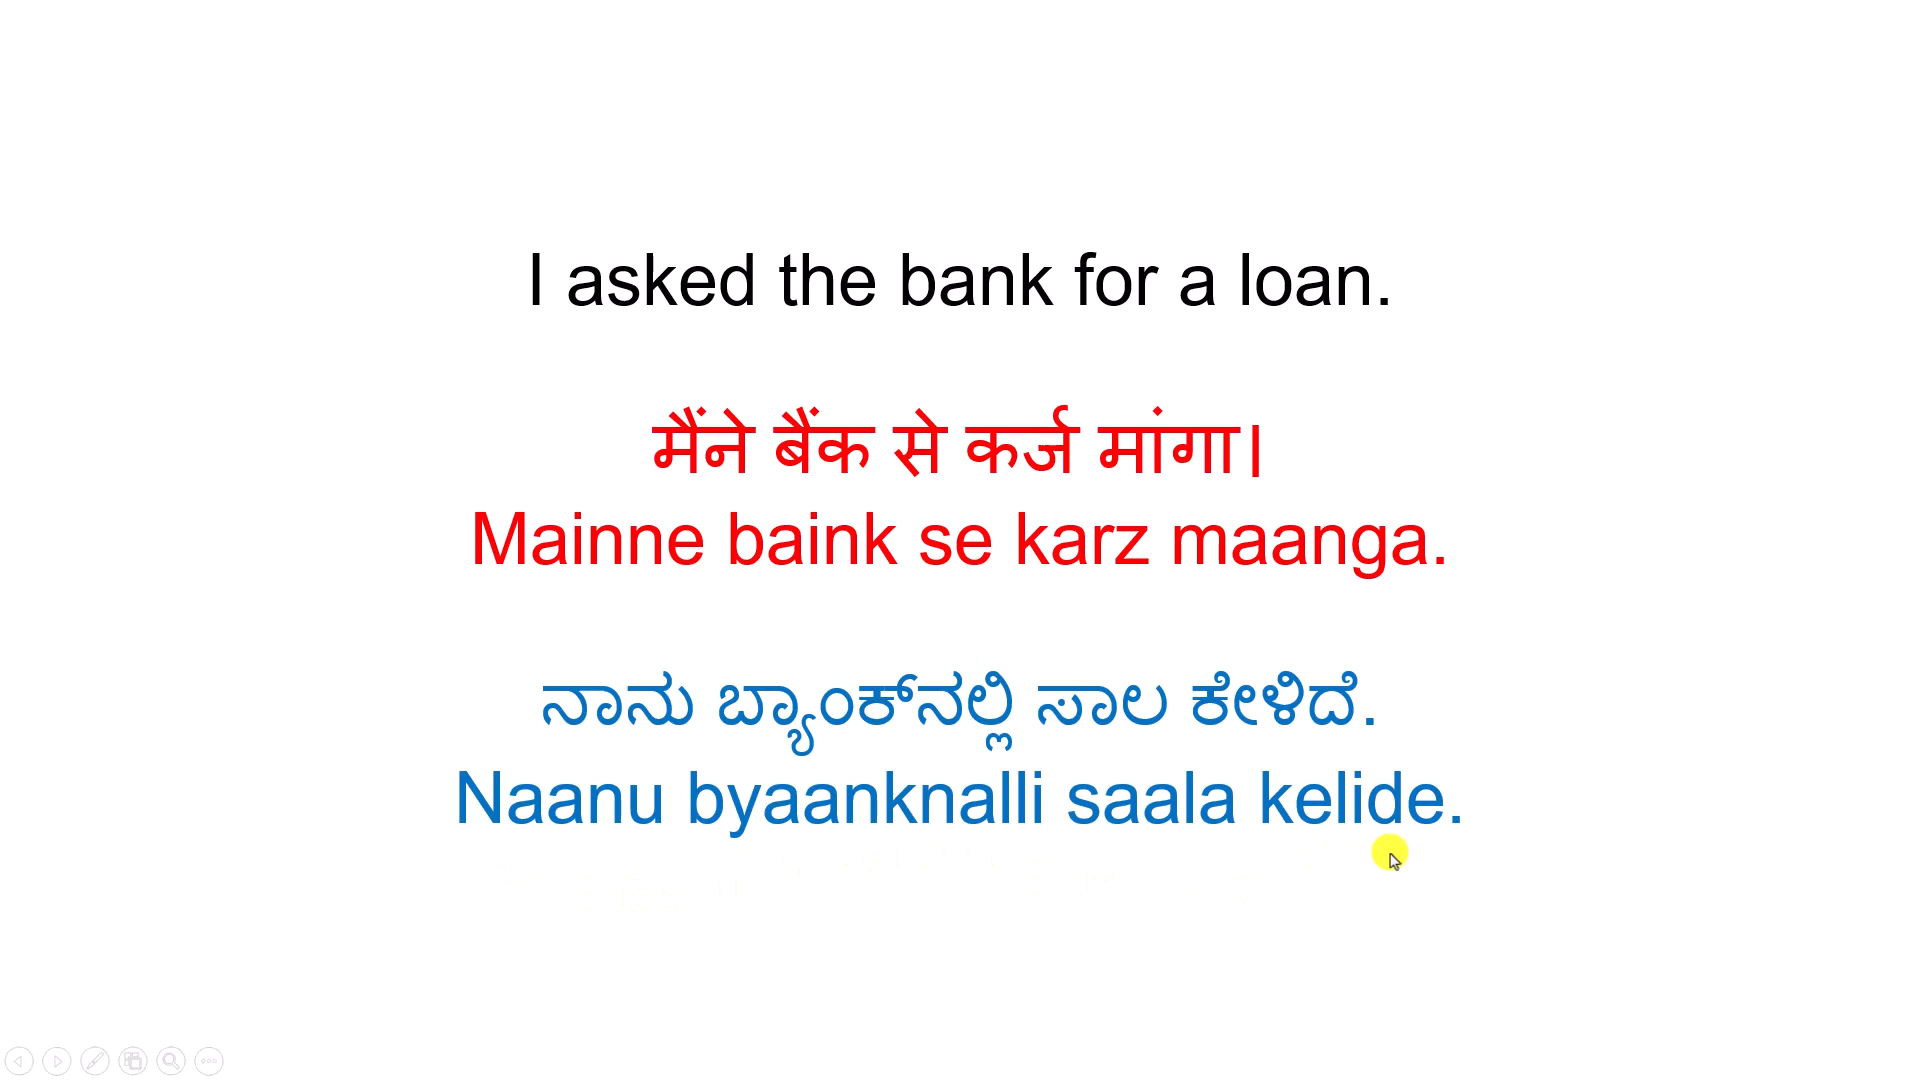 I asked the bank for a loan.
मैंने बैंक से कर्ज मांगा।
Mainne baink se karz maanga.
ನಾನು ಬ್ಯಾಂಕ್‌ನಲ್ಲಿ ಸಾಲ ಕೇಳಿದೆ.
Naanu byaanknalli saala kelide.